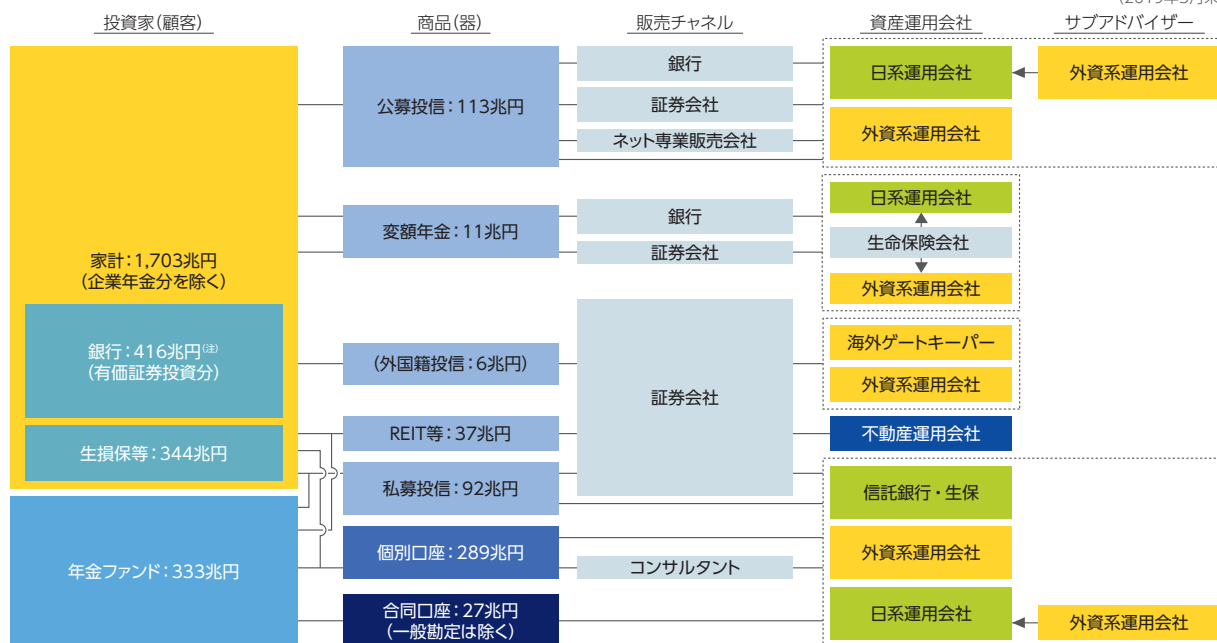 投資家(顧客)
商品(器)
販売チャネル
資産運用会社
サブアドバイザー
家計:1,703兆円
(企業年金分を除く)
銀行:416兆円(注)
(有価証券投資分)
生損保等:344兆円
年金ファンド:333兆円
公募投信:113兆円
変額年金:11兆円
(外国籍投信:6兆円)
REIT等:37兆円
私募投信:92兆円
個別口座:289兆円
合同口座:27兆円
(一般勘定は除く)
銀行
証券会社
ネット専業販売会社
銀行
証券会社
証券会社
コンサルタント
日系運用会社
外資系運用会社
日系運用会社
生命保険会社
外資系運用会社
海外ゲートキーパー
外資系運用会社
不動産運用会社
信託銀行・生保
外資系運用会社
日系運用会社
外資系運用会社
外資系運用会社